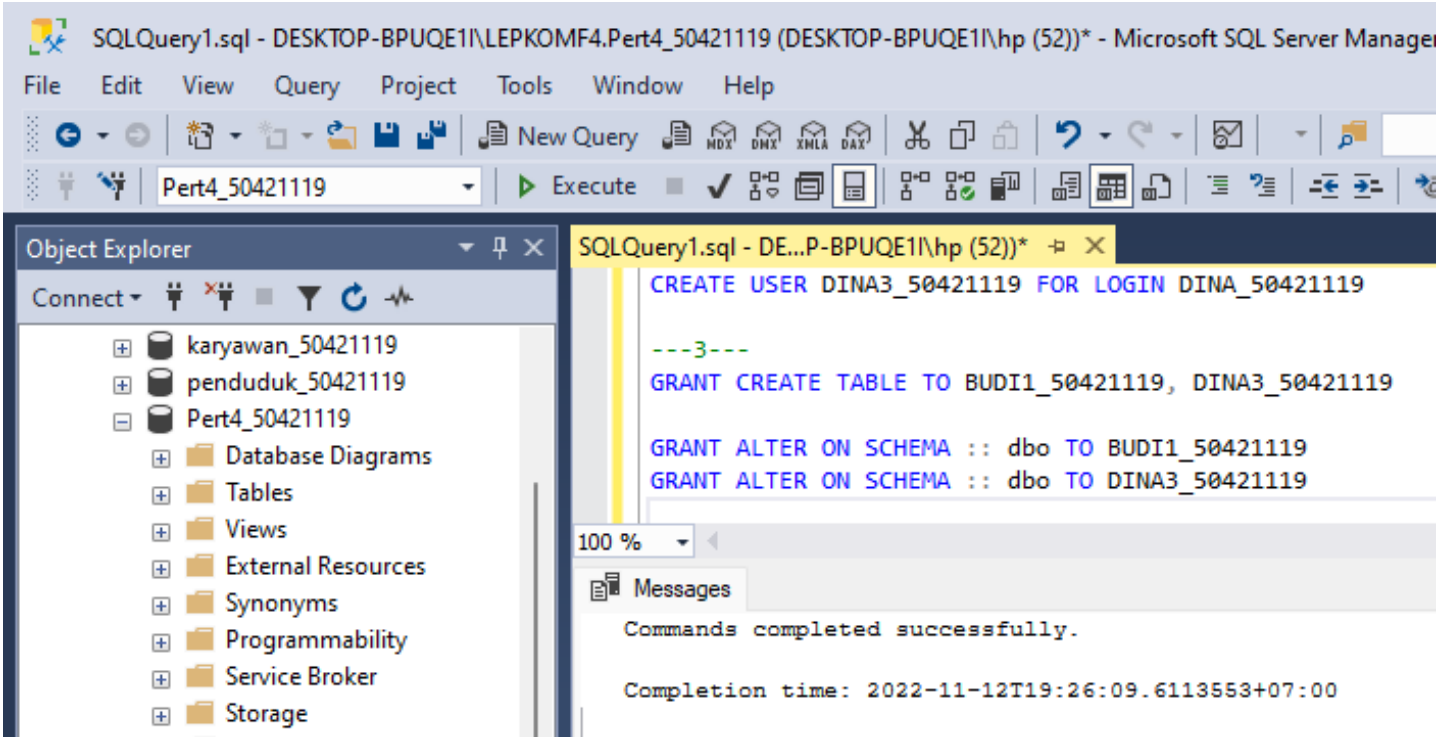 SQLQuery1.sql - DESKTOP-BPUQE1I\LEPKOMF4.Pert4_50421119 (DESKTOP-BPUQE1I\hp (52))* - Microsoft SQL Server Manager
File Edit View Query Project Tools Window Help
New Query MDX DMX XMLA DAX
Pert4_50421119 Execute
Object Explorer
SQLQuery1.sql - DE...P-BPUQE1I\hp (52))*
Connect
karyawan_50421119
penduduk_50421119
Pert4_50421119
Database Diagrams
Tables
Views
External Resources
Synonyms
Programmability
Service Broker
Storage
CREATE USER DINA3_50421119 FOR LOGIN DINA_50421119
---3---
GRANT CREATE TABLE TO BUDI1_50421119, DINA3_50421119
GRANT ALTER ON SCHEMA :: dbo TO BUDI1_50421119
GRANT ALTER ON SCHEMA :: dbo TO DINA3_50421119
100 %
Messages
Commands completed successfully.
Completion time: 2022-11-12T19:26:09.6113553+07:00